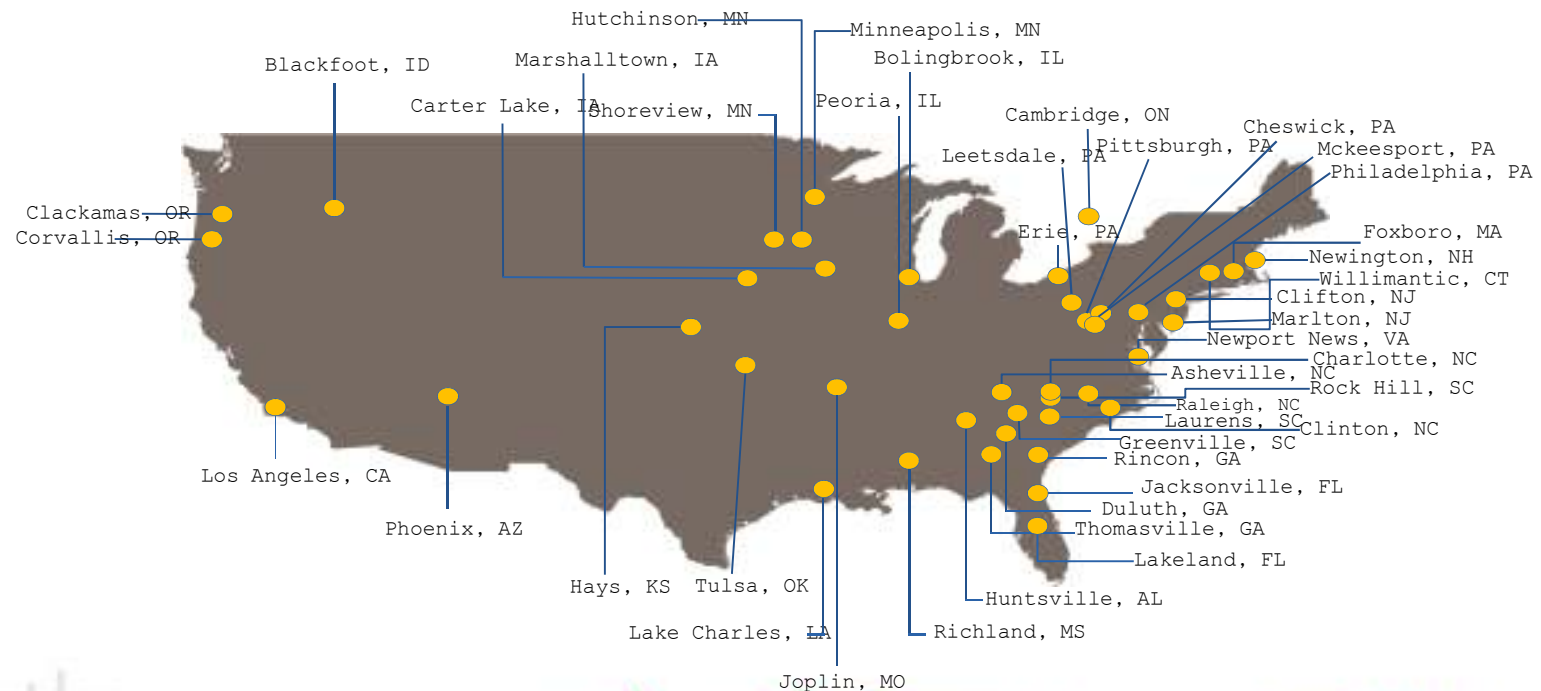 Hutchinson, MN
Minneapolis, MN
Bolingbrook, IL
Marshalltown, IA
Blackfoot, ID
Carter Lake, IA
Shoreview, MN
Peoria, IL
Cambridge, ON
Cheswick, PA
Pittsburgh, PA
Mckeesport, PA
Leetsdale, PA
Philadelphia, PA
Clackamas, OR
Corvallis, OR
Erie, PA
Foxboro, MA
Newington, NH
Willimantic, CT
Clifton, NJ
Marlton, NJ
Newport News, VA
Charlotte, NC
Asheville, NC
Rock Hill, SC
Raleigh, NC
Laurens, SC
Clinton, NC
Greenville, SC
Rincon, GA
Los Angeles, CA
Jacksonville, FL
Duluth, GA
Phoenix, AZ
Thomasville, GA
Lakeland, FL
Hays, KS
Tulsa, OK
Huntsville, AL
Lake Charles, LA
Richland, MS
Joplin, MO